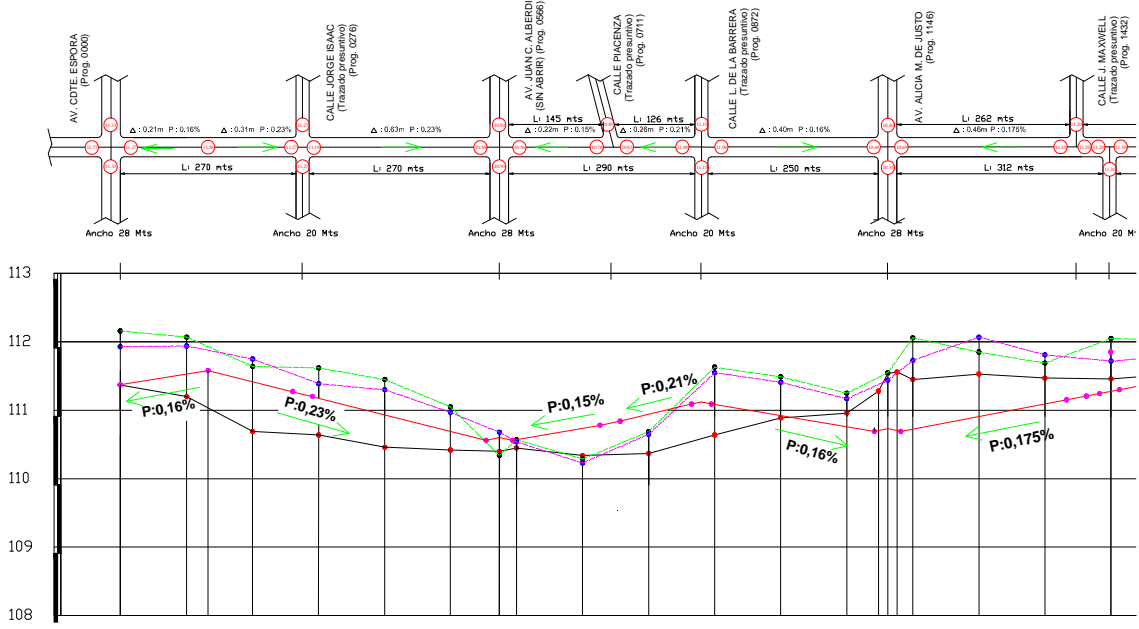 AV. CDTE. ESPORA
(Prog. 0000)
CALLE JORGE ISAAC
(Trazado presuntivo)
(Prog. 0276)
AV. JUAN C. ALBERDI
(SIN ABRIR) (Prog. 0566)
CALLE PIACENZA
(Trazado presuntivo)
(Prog. 0711)
CALLE L. DE LA BARRERA
(Trazado presuntivo)
(Prog. 0872)
AV. ALICIA M. DE JUSTO
(Prog. 1146)
CALLE J. MAXWELL
(Trazado presuntivo)
(Prog. 1432)
L: 145 mts
L: 126 mts
L: 262 mts
Δ : 0.21m P : 0.16%
Δ : 0.31m P : 0.23%
Δ : 0.63m P : 0.23%
Δ : 0.22m P : 0.15%
Δ : 0.26m P : 0.21%
Δ : 0.40m P : 0.16%
Δ : 0.46m P : 0.175%
L: 270 mts
L: 270 mts
L: 290 mts
L: 250 mts
L: 312 mts
Ancho 28 Mts
Ancho 20 Mts
Ancho 28 Mts
Ancho 20 Mts
Ancho 28 Mts
Ancho 20 M
113
112
111
110
109
108
P:0,16%
P:0,23%
P:0,15%
P:0,21%
P:0,16%
P:0,175%